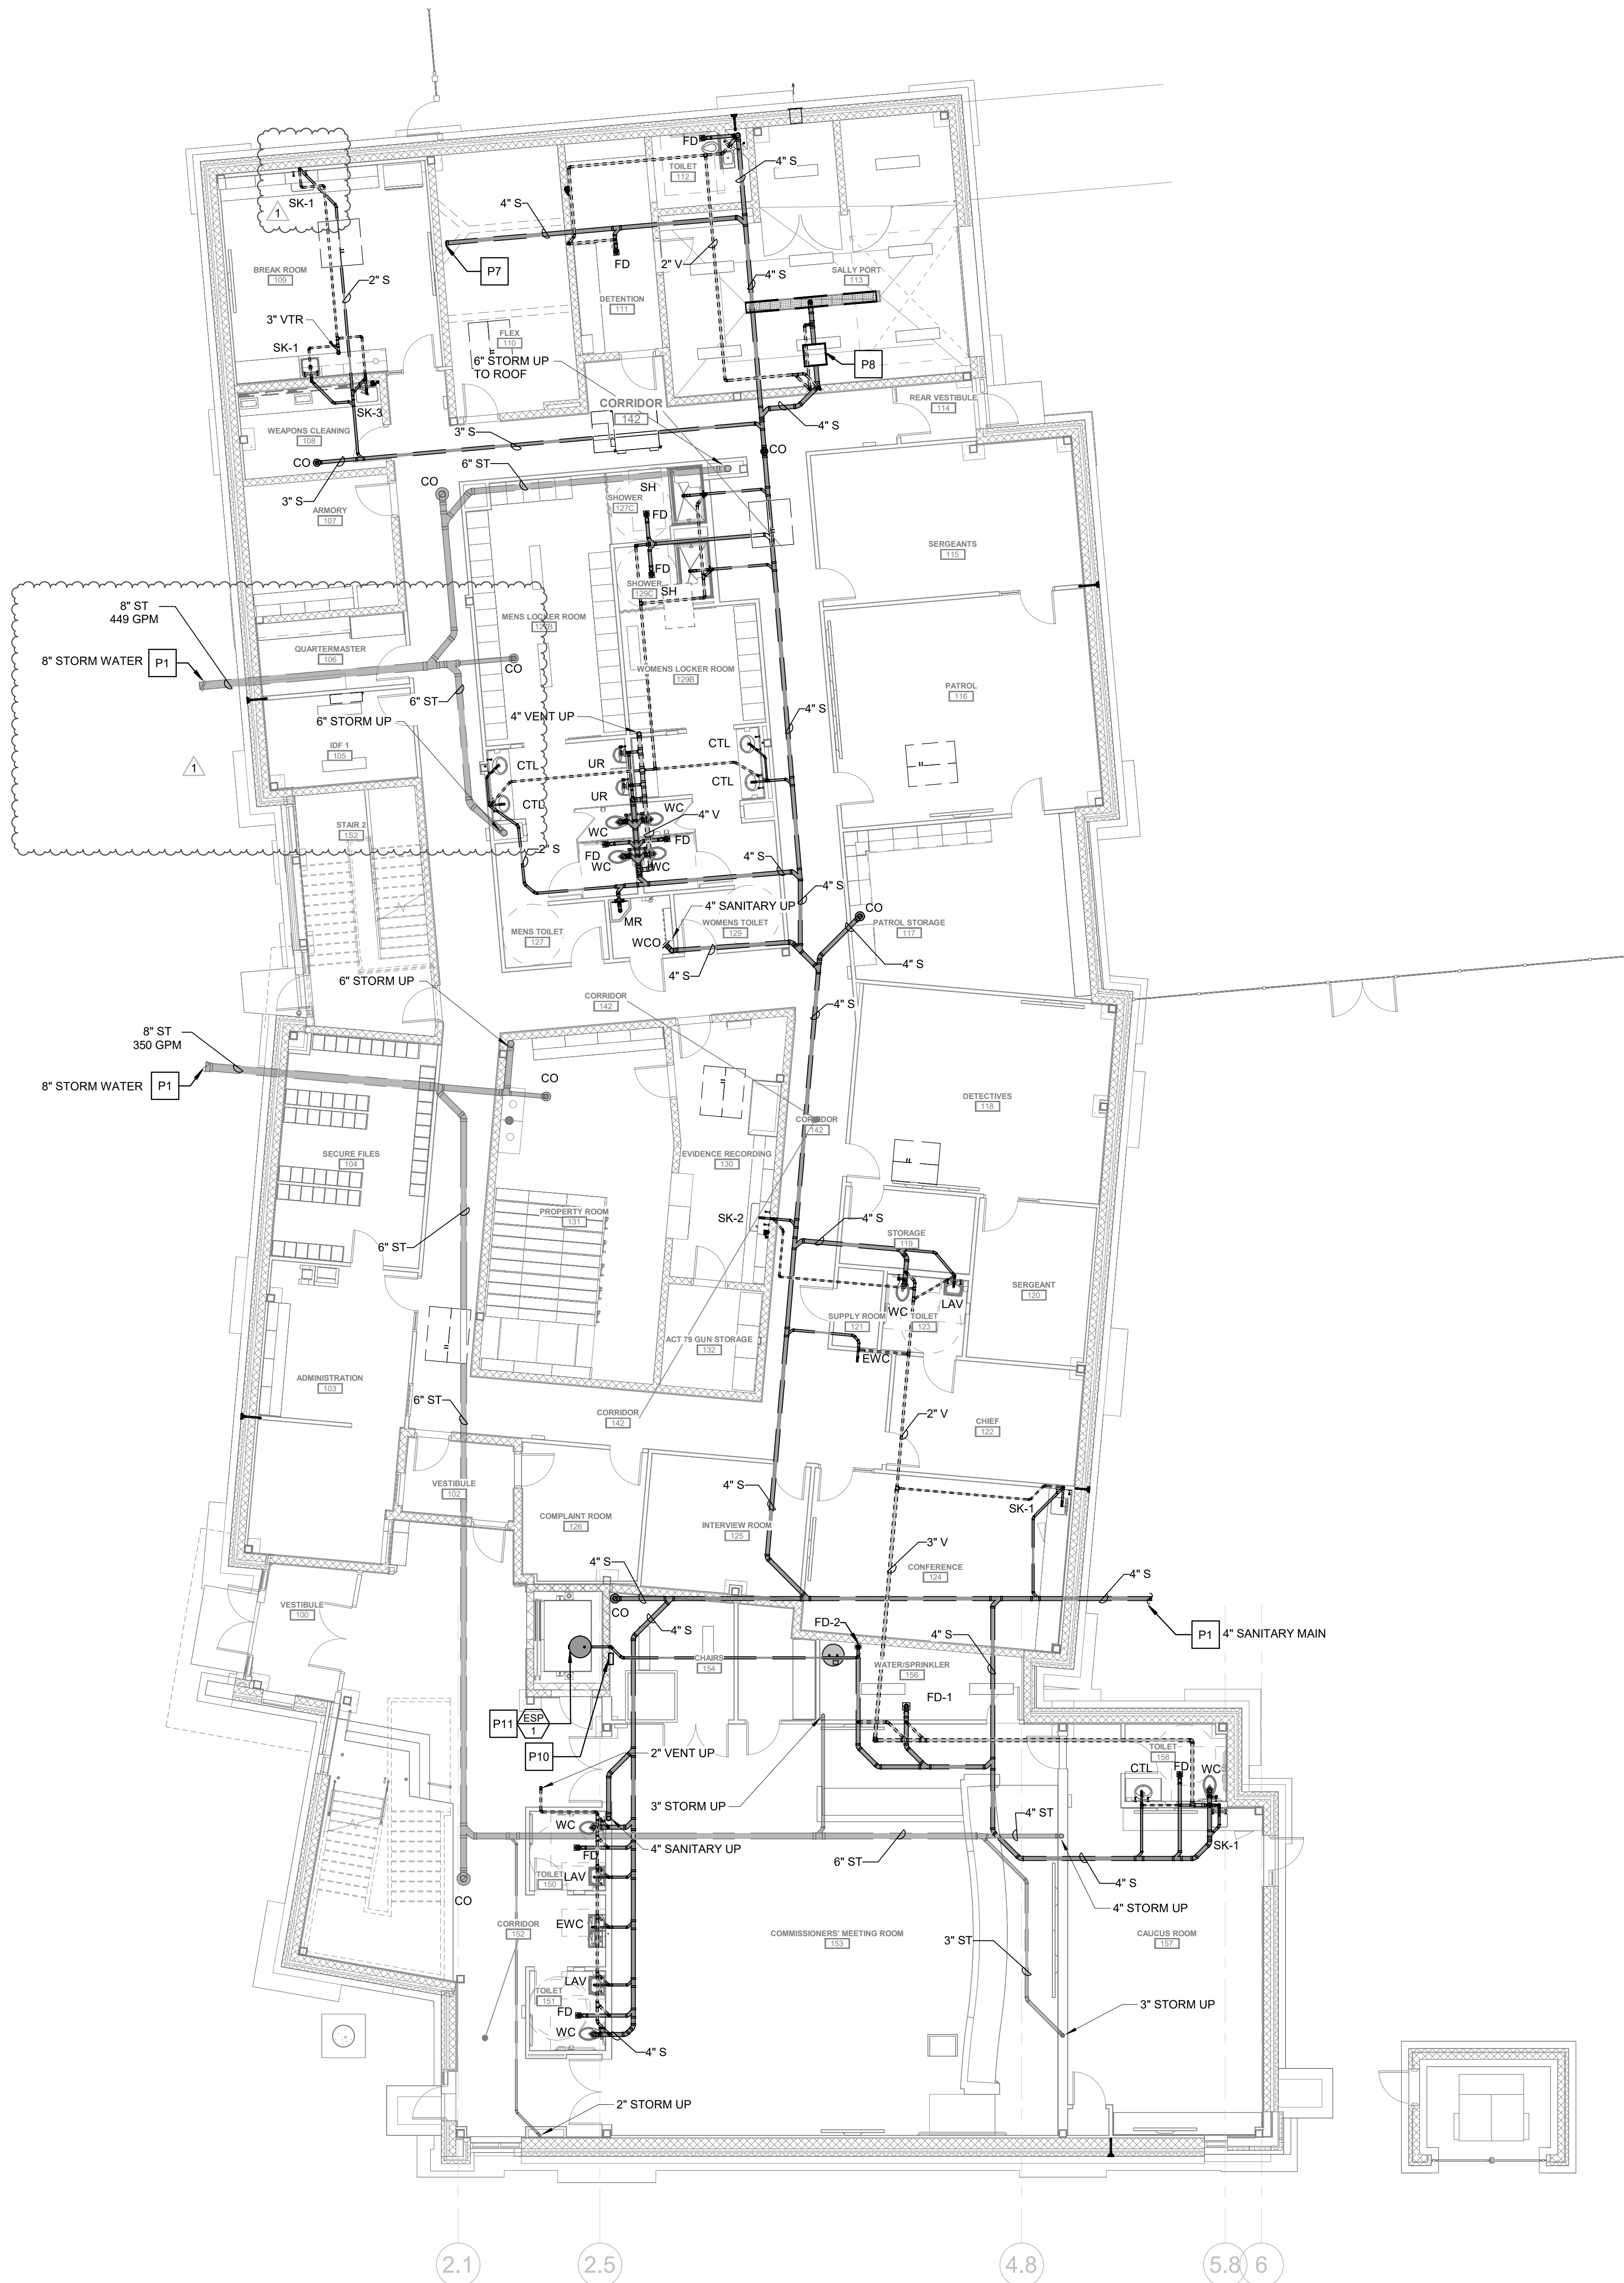 FD
TOILET
112
4" S
SK-1
1
4" S
P7
FD
2" V
4" S
SALLY PORT
113
BREAK ROOM
109
2" S
DETENTION
111
3" VTR
SK-1
FLEX
110
6" STORM UP
TO ROOF
P8
SK-3
CORRIDOR
142
REAR VESTIBULE
114
4" S
WEAPONS CLEANING
108
3" S
CO
CO
6" ST
CO
3" S
SH
SHOWER
127C
FD
ARMORY
107
SERGEANTS
115
FD
SHOWER
129C
SH
8" ST
449 GPM
MENS LOCKER ROOM
127B
QUARTERMASTER
106
8" STORM WATER
P1
CO
WOMENS LOCKER ROOM
129B
PATROL
116
6" ST
6" STORM UP
4" VENT UP
4" S
IDF 1
105
1
CTL
UR
CTL
CTL
CTL
UR
WC
4" V
WC
STAIR 2
1S2
2" S
FD
FD
WC
WC
4" S
4" S
CO
4" SANITARY UP
MR
MENS TOILET
127
WOMENS TOILET
129
PATROL STORAGE
117
WCO
4" S
4" S
6" STORM UP
CORRIDOR
142
4" S
8" ST
350 GPM
8" STORM WATER
P1
CO
DETECTIVES
118
CORRIDOR
142
SECURE FILES
104
EVIDENCE RECORDING
130
PROPERTY ROOM
131
SK-2
4" S
6" ST
STORAGE
119
SERGEANT
120
WC
LAV
SUPPLY ROOM
121
TOILET
123
ACT 79 GUN STORAGE
132
EWC
ADMINISTRATION
103
6" ST
CORRIDOR
142
2" V
CHIEF
122
VESTIBULE
102
4" S
SK-1
COMPLAINT ROOM
126
INTERVIEW ROOM
125
3" V
CONFERENCE
124
4" S
4" S
VESTIBULE
100
CO
4" S
FD-2
4" S
P1
4" SANITARY MAIN
CHAIRS
154
WATER/SPRINKLER
156
FD-1
P11
ESP
1
P10
2" VENT UP
TOILET
158
CTL
FD
WC
3" STORM UP
4" ST
WC
4" SANITARY UP
6" ST
SK-1
FD
TOILET
150
LAV
4" S
CO
4" STORM UP
EWC
CORRIDOR
152
COMMISSIONERS' MEETING ROOM
153
3" ST
CAUCUS ROOM
157
LAV
TOILET
151
FD
3" STORM UP
WC
4" S
2" STORM UP
2.1
2.5
4.8
5.8
6